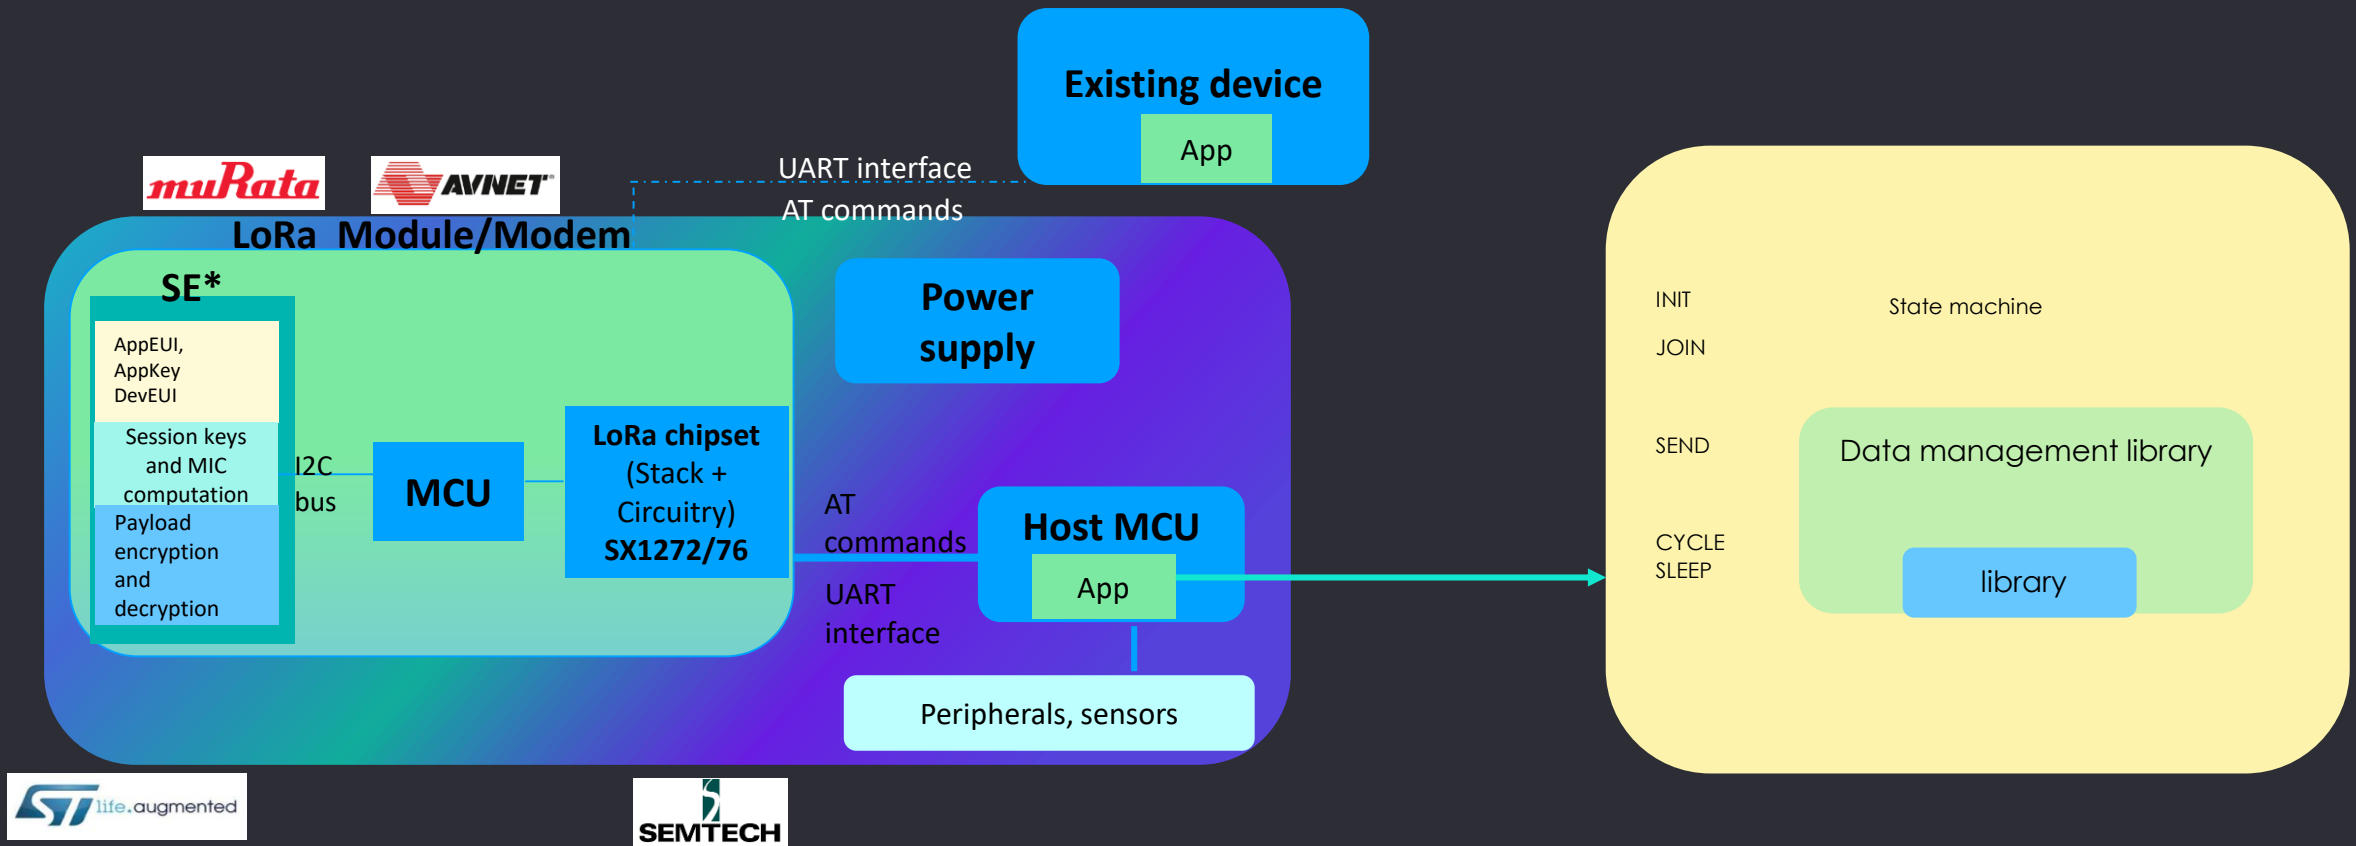 Existing device
App
muRata
AVNET
UART interface
AT commands
LoRa Module/Modem
SE*
AppEUI,
AppKey
DevEUI
Session keys
and MIC
computation
Payload
encryption
and
decryption
I2C
bus
MCU
LoRa chipset
(Stack +
Circuitry)
SX1272/76
Power
supply
AT
commands
UART
interface
Host MCU
App
Peripherals, sensors
INIT
JOIN
SEND
CYCLE
SLEEP
State machine
Data management library
library
ST life.augmented
SEMTECH